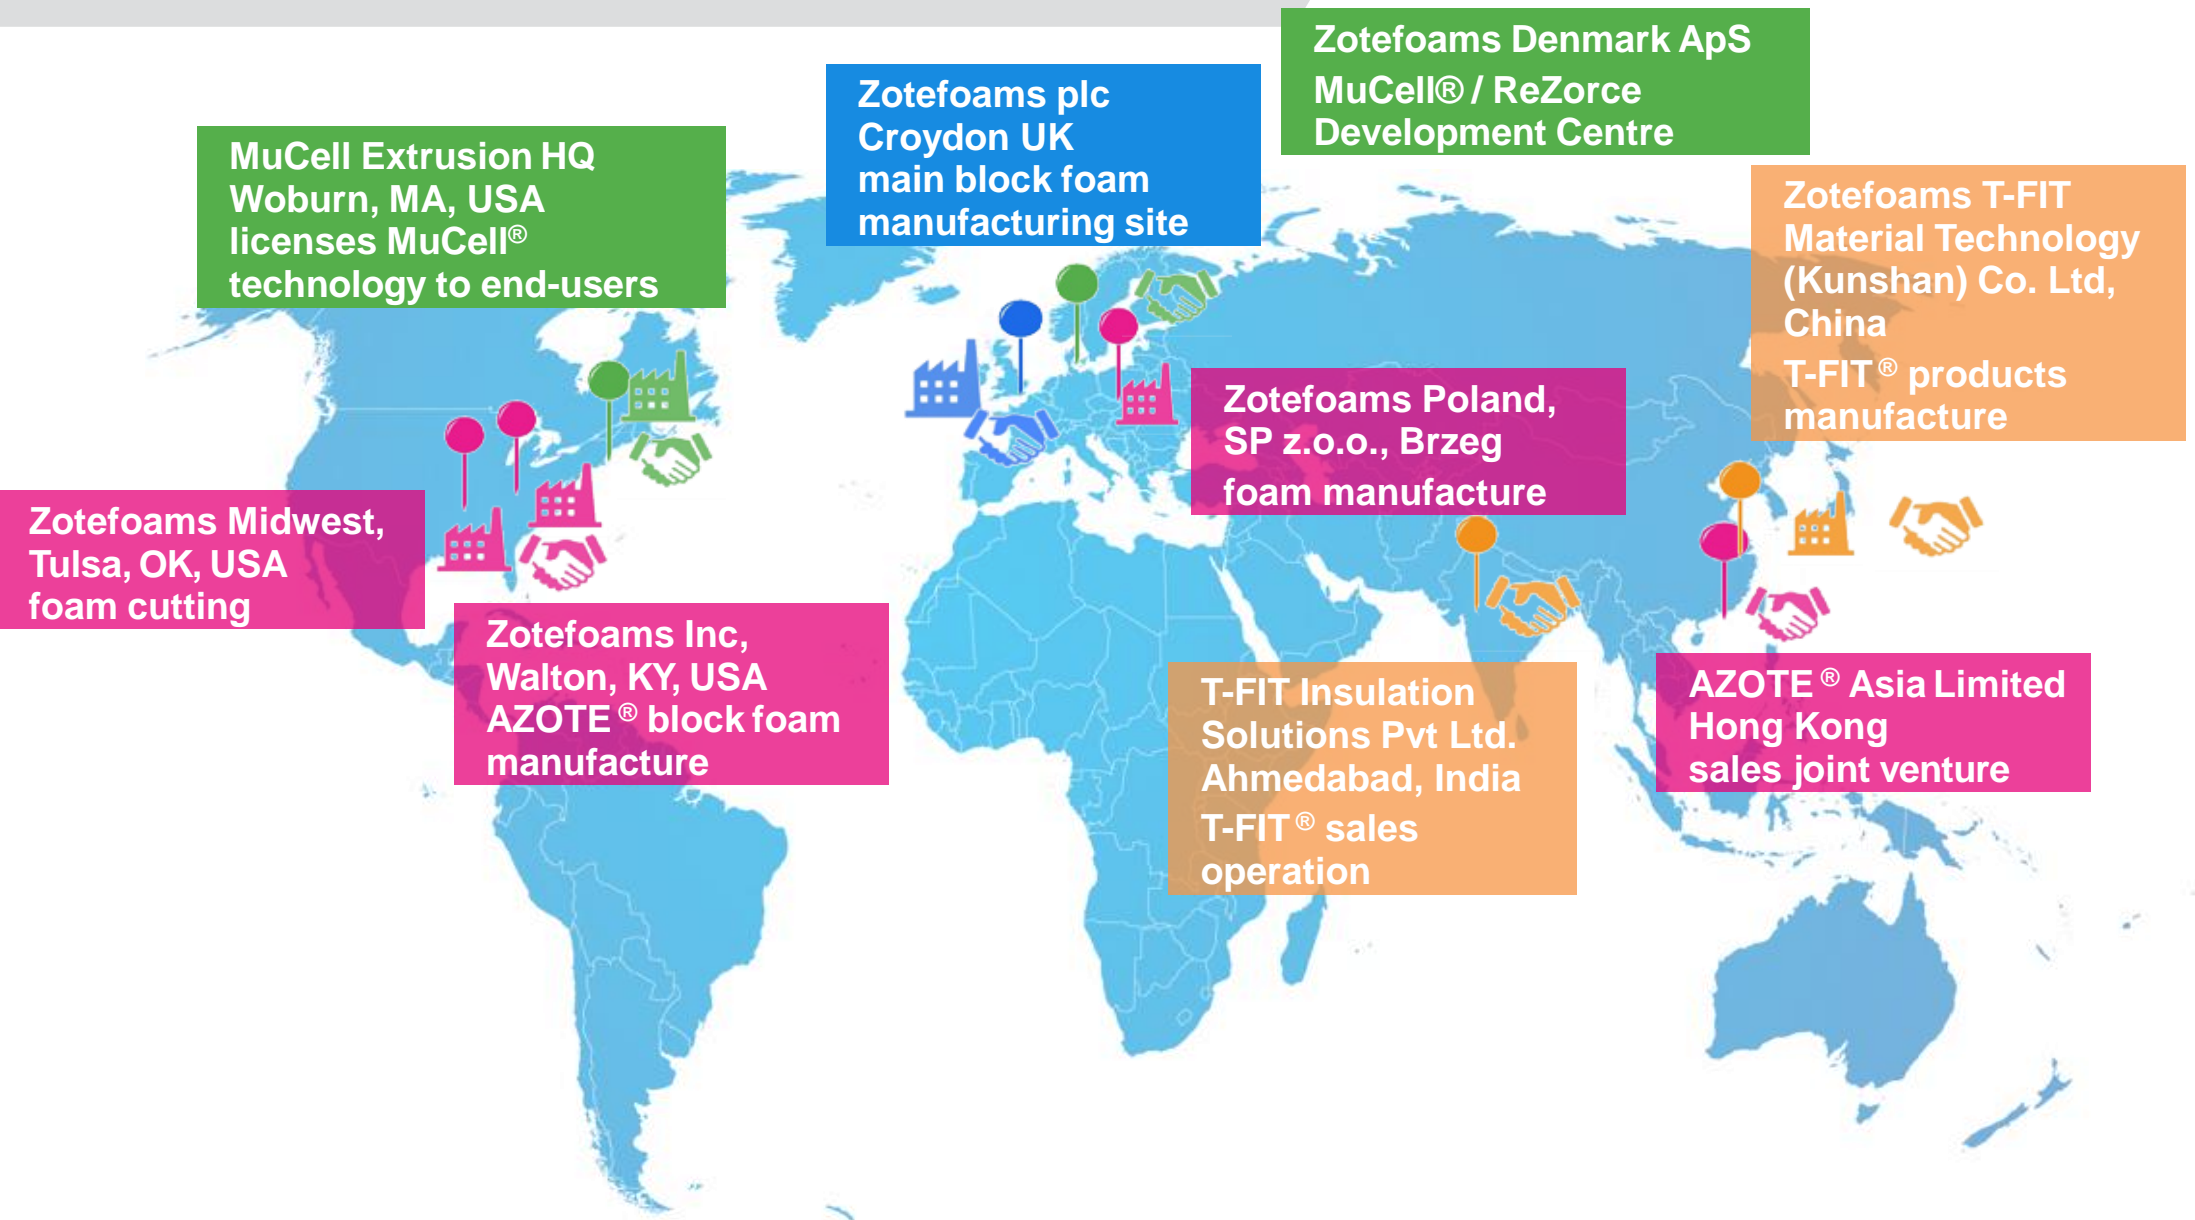 Zotefoams Denmark ApS
MuCell® / ReZorce
Development Centre
Zotefoams plc
Croydon UK
main block foam
manufacturing site
MuCell Extrusion HQ
Woburn, MA, USA
licenses MuCell®
technology to end-users
Zotefoams T-FIT
Material Technology
(Kunshan) Co. Ltd,
China
T-FIT® products
manufacture
Zotefoams Poland,
SP z.o.o., Brzeg
foam manufacture
Zotefoams Midwest,
Tulsa, OK, USA
foam cutting
Zotefoams Inc,
Walton, KY, USA
AZOTE® block foam
manufacture
T-FIT Insulation
Solutions Pvt Ltd.
Ahmedabad, India
T-FIT® sales
operation
AZOTE® Asia Limited
Hong Kong
sales joint venture